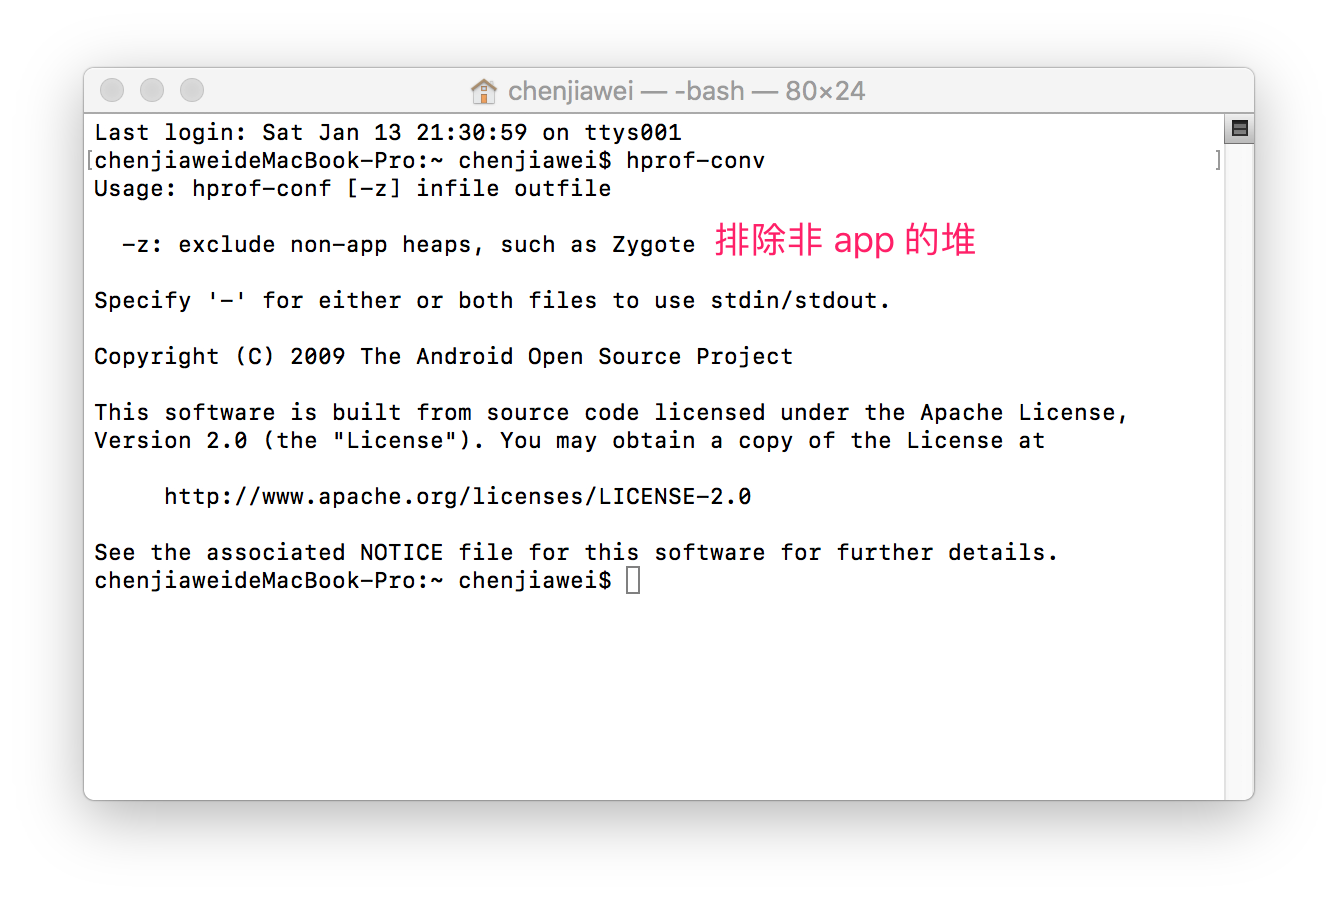 chenjiawei — -bash — 80×24
Last login: Sat Jan 13 21:30:59 on ttys001
[chenjiaweideMacBook-Pro:~ chenjiawei$ hprof-conv ]
Usage: hprof-conf [-z] infile outfile
-z: exclude non-app heaps, such as Zygote 排除非 app 的堆
Specify '-' for either or both files to use stdin/stdout.
Copyright (C) 2009 The Android Open Source Project
This software is built from source code licensed under the Apache License,
Version 2.0 (the "License"). You may obtain a copy of the License at
http://www.apache.org/licenses/LICENSE-2.0
See the associated NOTICE file for this software for further details.
chenjiaweideMacBook-Pro:~ chenjiawei$